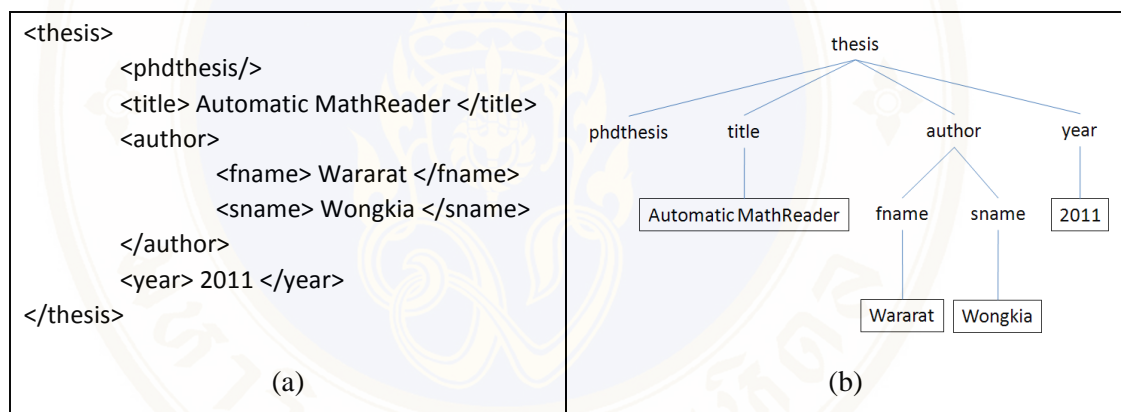 <thesis>
<phdthesis/>
<title> Automatic MathReader </title>
<author>
<fname> Wararat </fname>
<sname> Wongkia </sname>
</author>
<year> 2011 </year>
</thesis>
(a)
thesis
phdthesis title author year
Automatic MathReader fname sname 2011
Wararat Wongkia
(b)